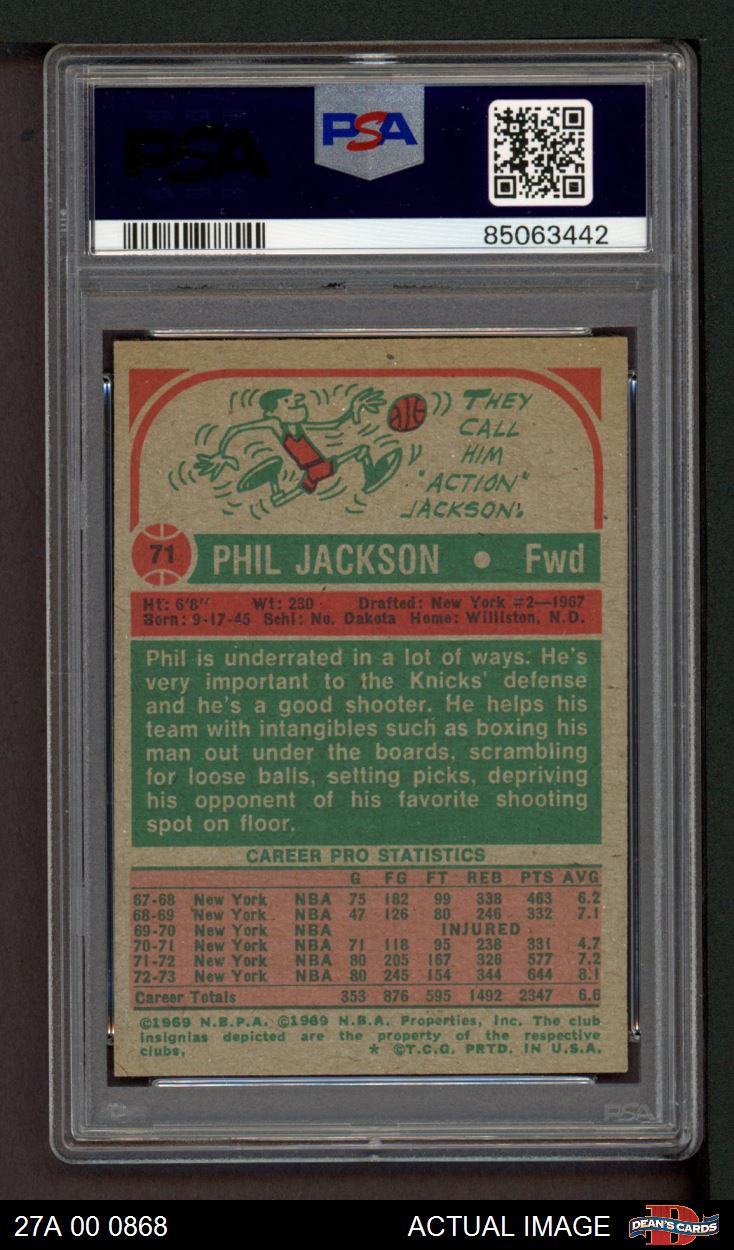 PSA
PSA
85063442
THEY
CALL
HIM
"ACTION"
JACKSON!
71 PHIL JACKSON • Fwd
Ht: 6'8" Wt: 230 Drafted: New York #2—1967
Born: 9-17-45 Schl: No. Dakota Home: Williston, N.D.
Phil is underrated in a lot of ways. He's
very important to the Knicks' defense
and he's a good shooter. He helps his
team with intangibles such as boxing his
man out under the boards, scrambling
for loose balls, setting picks, depriving
his opponent of his favorite shooting
spot on floor.
CAREER PRO STATISTICS
G FG FT REB PTS AVG
67-68 New York NBA 75 182 99 338 463 6.2
68-69 New York NBA 47 126 80 246 332 7.1
69-70 New York NBA INJURED
70-71 New York NBA 71 118 95 238 331 4.7
71-72 New York NBA 80 205 167 326 577 7.2
72-73 New York NBA 80 245 154 344 644 8.1
Career Totals 353 876 595 1492 2347 6.6
©1969 N.B.P.A. ©1969 N.B.A. Properties, Inc. The club
insignias depicted are the property of the respective
clubs. * ©T.C.G. PRTD. IN U.S.A.
PSA
27A 00 0868 ACTUAL IMAGE DEAN'S CARDS